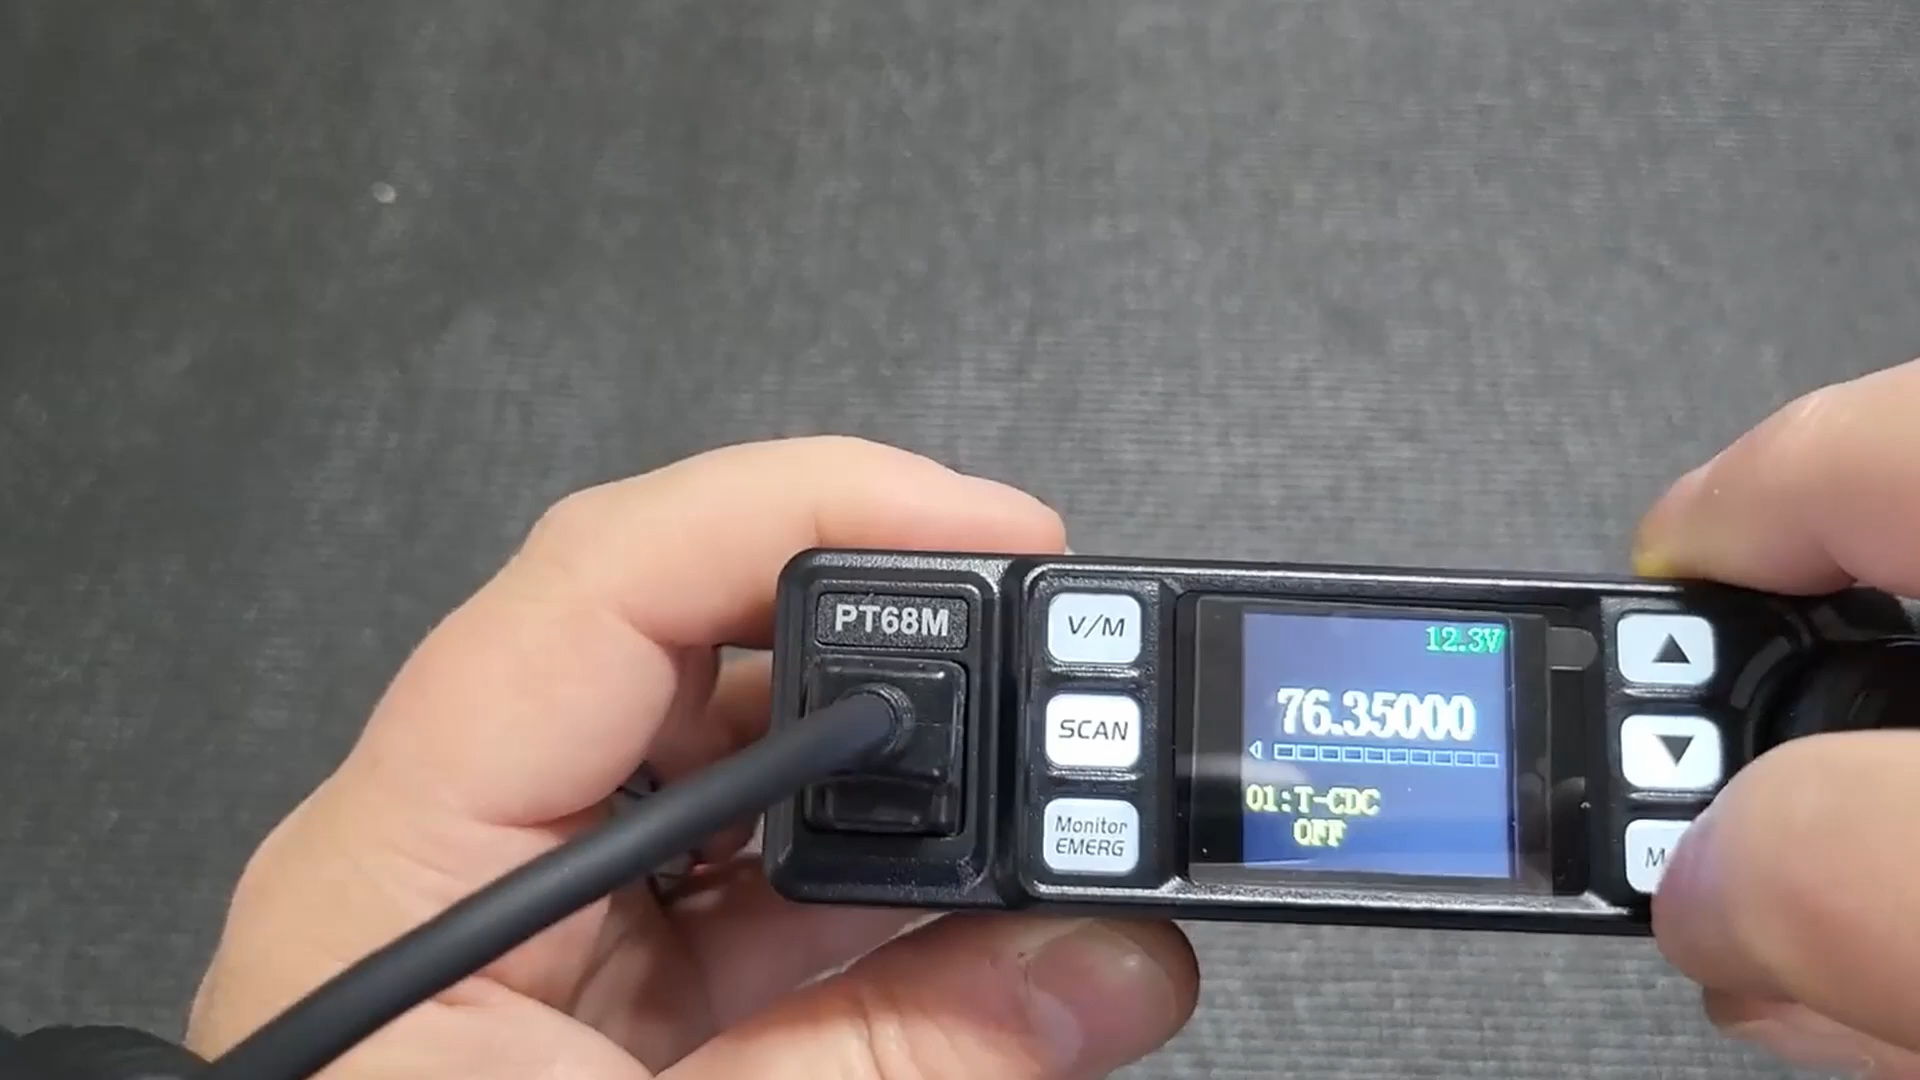 PT68M
V/M
SCAN
Monitor
EMERG
12.3V
76.35000
01:T-CDC
OFF